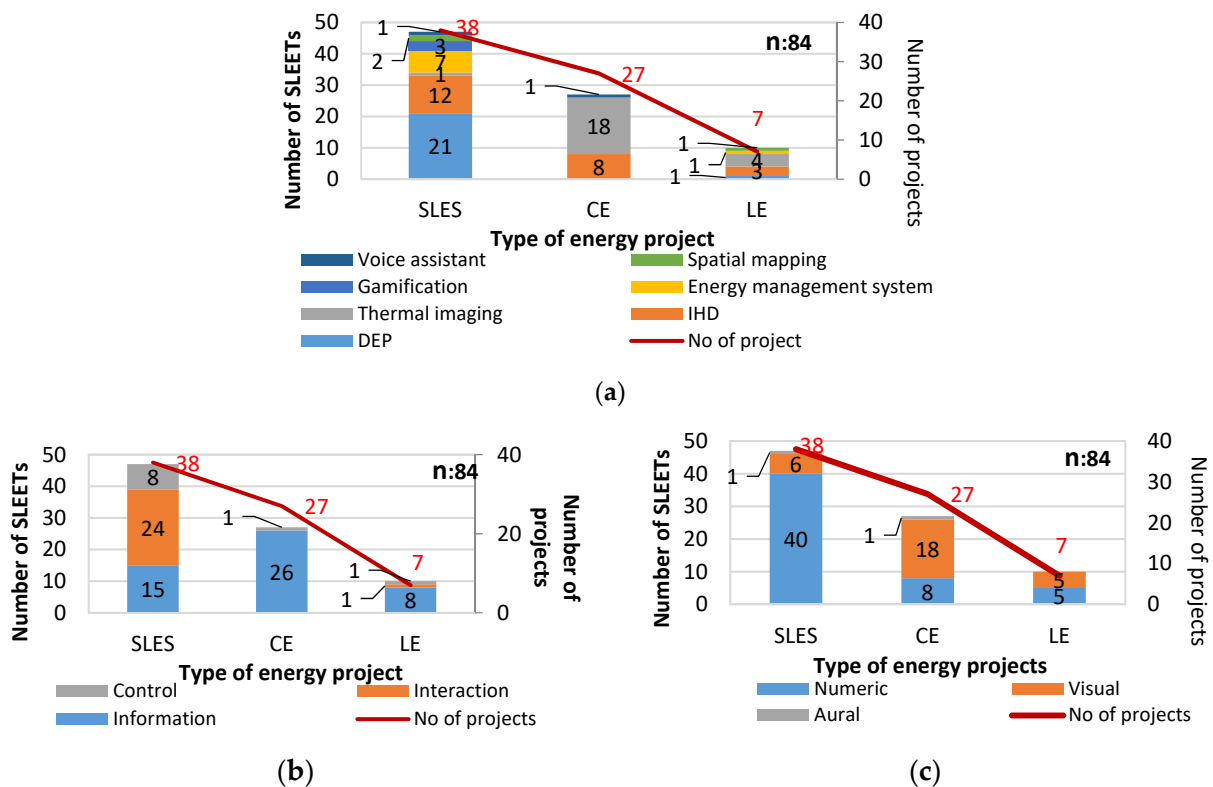 50
40
30
20
10
0
Number of SLEETs
1
38
2
3
7
1
12
21
1
27
18
8
n:84
7
1
1
4
1
3
40
30
20
10
0
Number of projects
SLES CE LE
Type of energy project
Voice assistant Spatial mapping
Gamification Energy management system
Thermal imaging IHD
DEP No of project
(a)
50
40
30
20
10
0
Number of SLEETs
38
8
24
15
27
1
26
n:84
7
1
1
8
40
20
0
Number of
projects
SLES CE LE
Type of energy project
Control Interaction
Information No of projects
(b)
50
40
30
20
10
0
Number of SLEETs
38
1
6
40
27
1
18
8
n:84
7
5
5
40
30
20
10
0
Number of projects
SLES CE LE
Type of energy projects
Numeric Visual
Aural No of projects
(c)